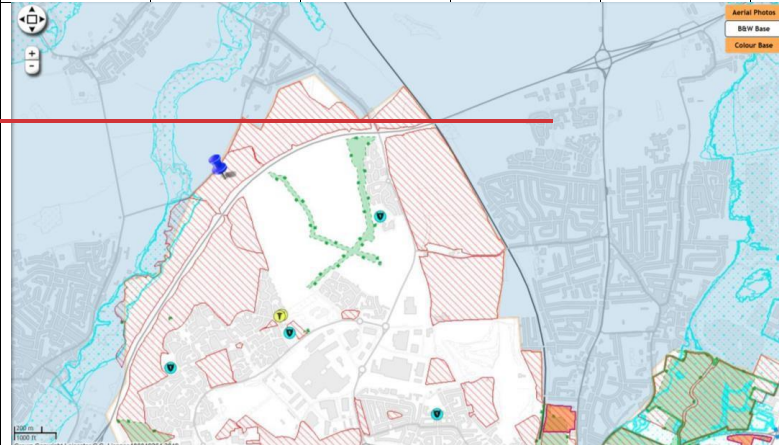 Aerial Photos
B&W Base
Colour Base
+
-
T
200 m
1000 ft